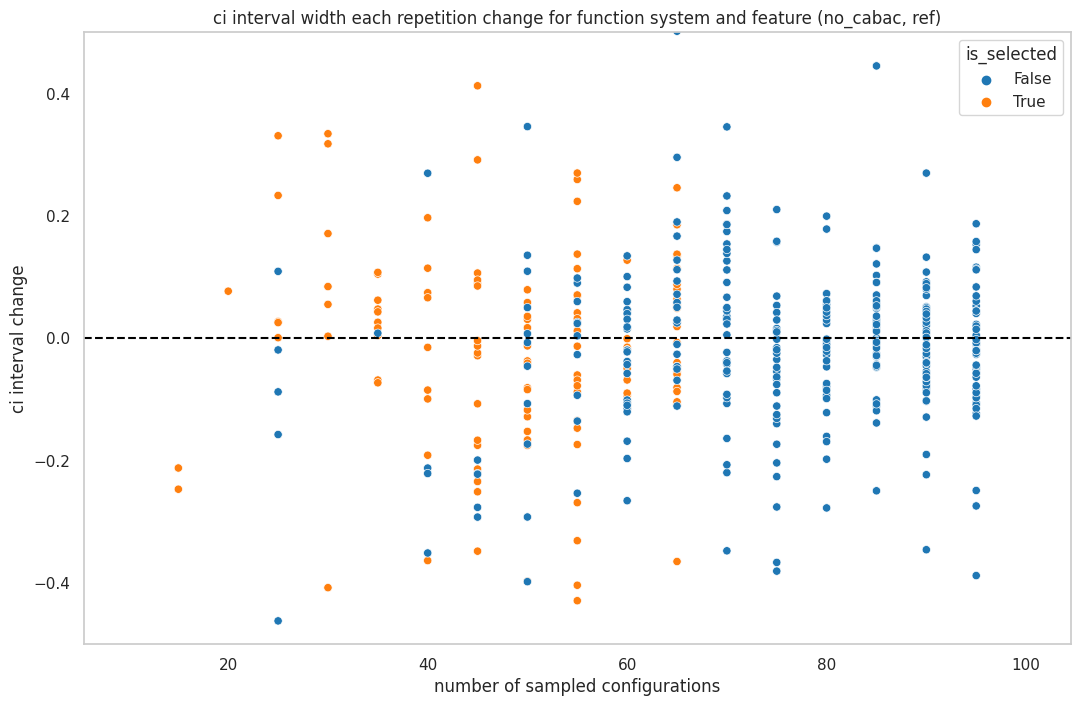 ci interval width each repetition change for function system and feature (no_cabac, ref)
is_selected
False
True
ci interval change
0.4
0.2
0.0
−0.2
−0.4
20 40 60 80 100
number of sampled configurations